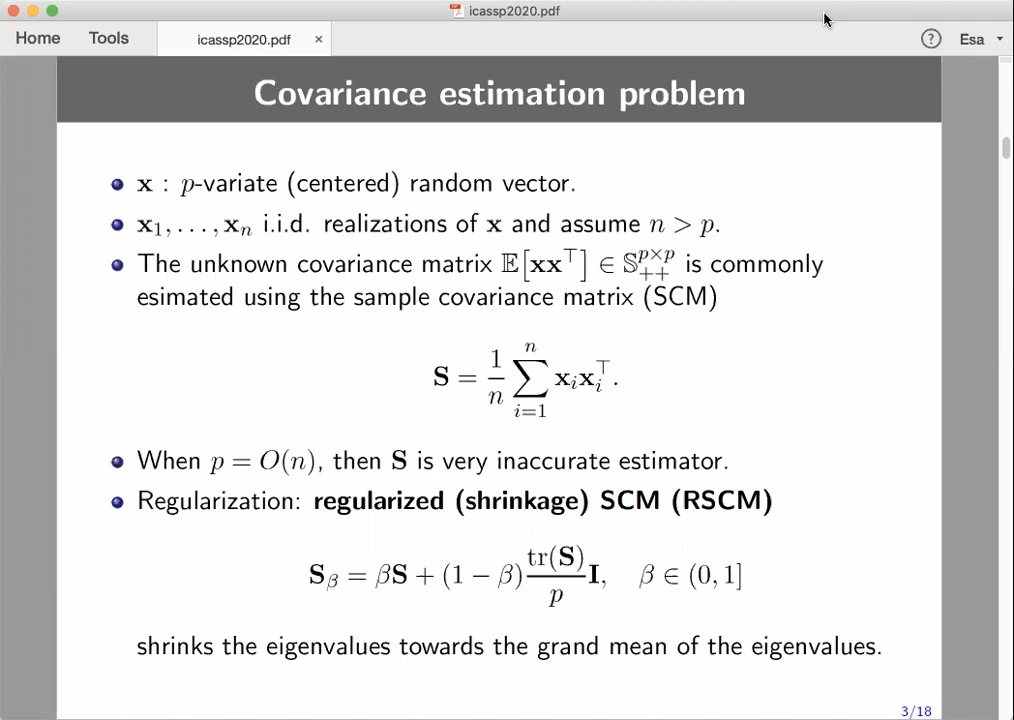 icassp2020.pdf
Home Tools icassp2020.pdf × ? Esa
Covariance estimation problem
x : p-variate (centered) random vector.
x₁, . . . , xₙ i.i.d. realizations of x and assume n > p.
The unknown covariance matrix 𝔼[xx⊤] ∈ 𝕊₊₊^{p×p} is commonly
esimated using the sample covariance matrix (SCM)
S = \frac{1}{n} \sum_{i=1}^{n} xᵢxᵢ⊤.
When p = O(n), then S is very inaccurate estimator.
Regularization: regularized (shrinkage) SCM (RSCM)
S_β = βS + (1 − β) \frac{tr(S)}{p} I, β ∈ (0, 1]
shrinks the eigenvalues towards the grand mean of the eigenvalues.
3/18